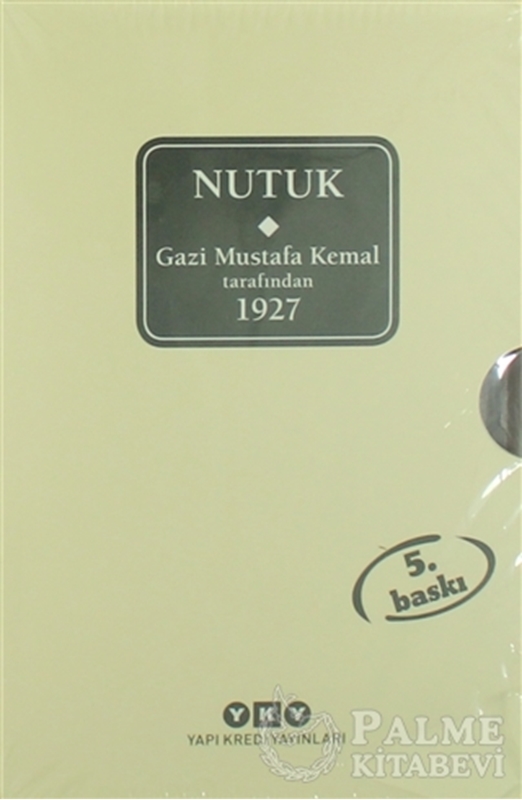 NUTUK
Gazi Mustafa Kemal
tarafından
1927
5.
baskı
YKY
YAPI KREDİ YAYINLARI
PALME
KİTABEVİ